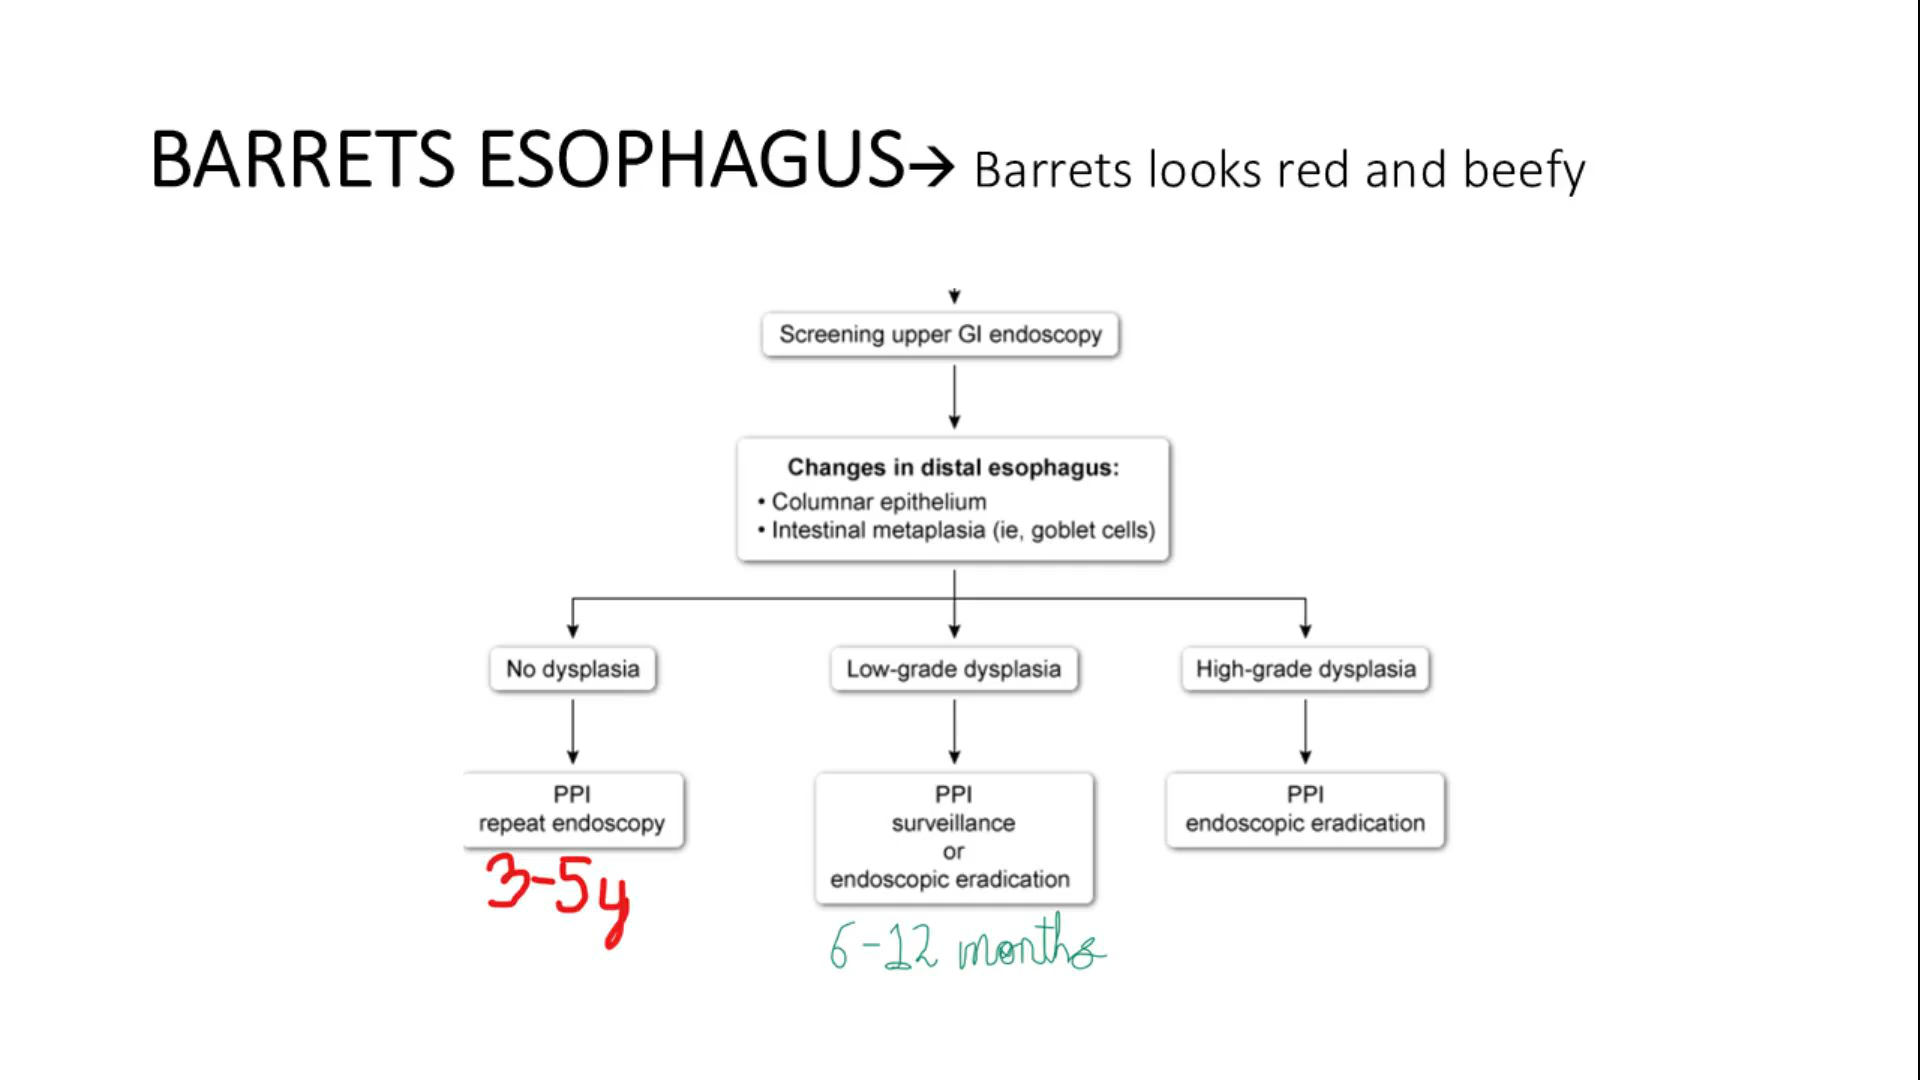 BARRETS ESOPHAGUS→ Barrets looks red and beefy
Screening upper GI endoscopy
Changes in distal esophagus:
• Columnar epithelium
• Intestinal metaplasia (ie, goblet cells)
No dysplasia
Low-grade dysplasia
High-grade dysplasia
PPI
repeat endoscopy
3-5y
PPI
surveillance
or
endoscopic eradication
6-12 months
PPI
endoscopic eradication